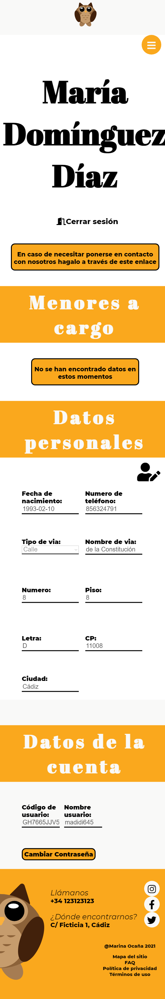 María
Domínguez
Díaz
Cerrar sesión
En caso de necesitar ponerse en contacto
con nosotros hagalo a través de este enlace
Menores a
cargo
No se han encontrado datos en
estos momentos
Datos
personales
Fecha de
nacimiento:
1993-02-10
Numero de
teléfono:
856324791
Tipo de via:
Calle
Nombre de via:
de la Constitución
Numero:
8
Piso:
8
Letra:
D
CP:
11008
Ciudad:
Cádiz
Datos de la
cuenta
Código de
usuario:
GH7665JJV5
Nombre
usuario:
madidi645
Cambiar Contraseña
Llámanos
+34 123123123
¿Dónde encontrarnos?
C/ Ficticia 1, Cádiz
@Marina Ocaña 2021
Mapa del sitio
FAQ
Política de privacidad
Términos de uso